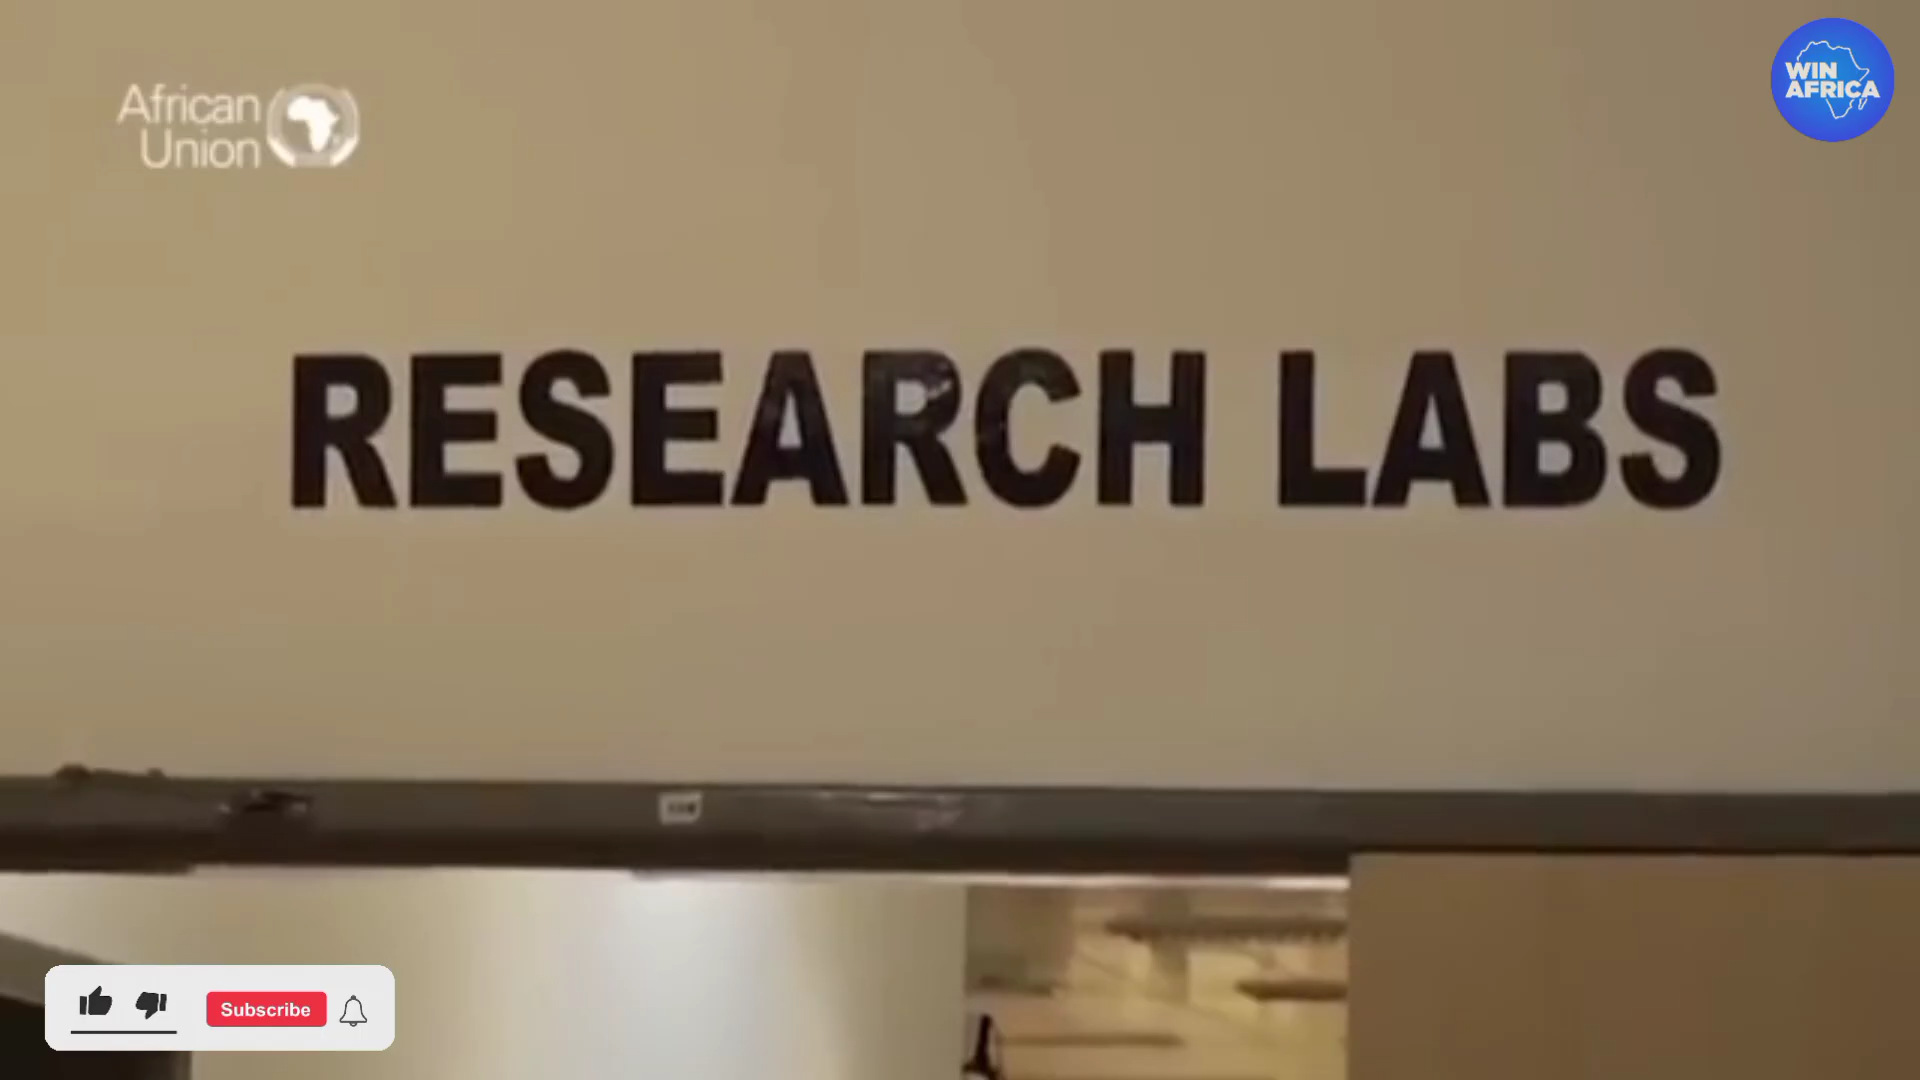 African
Union
WIN
AFRICA
RESEARCH LABS
Subscribe